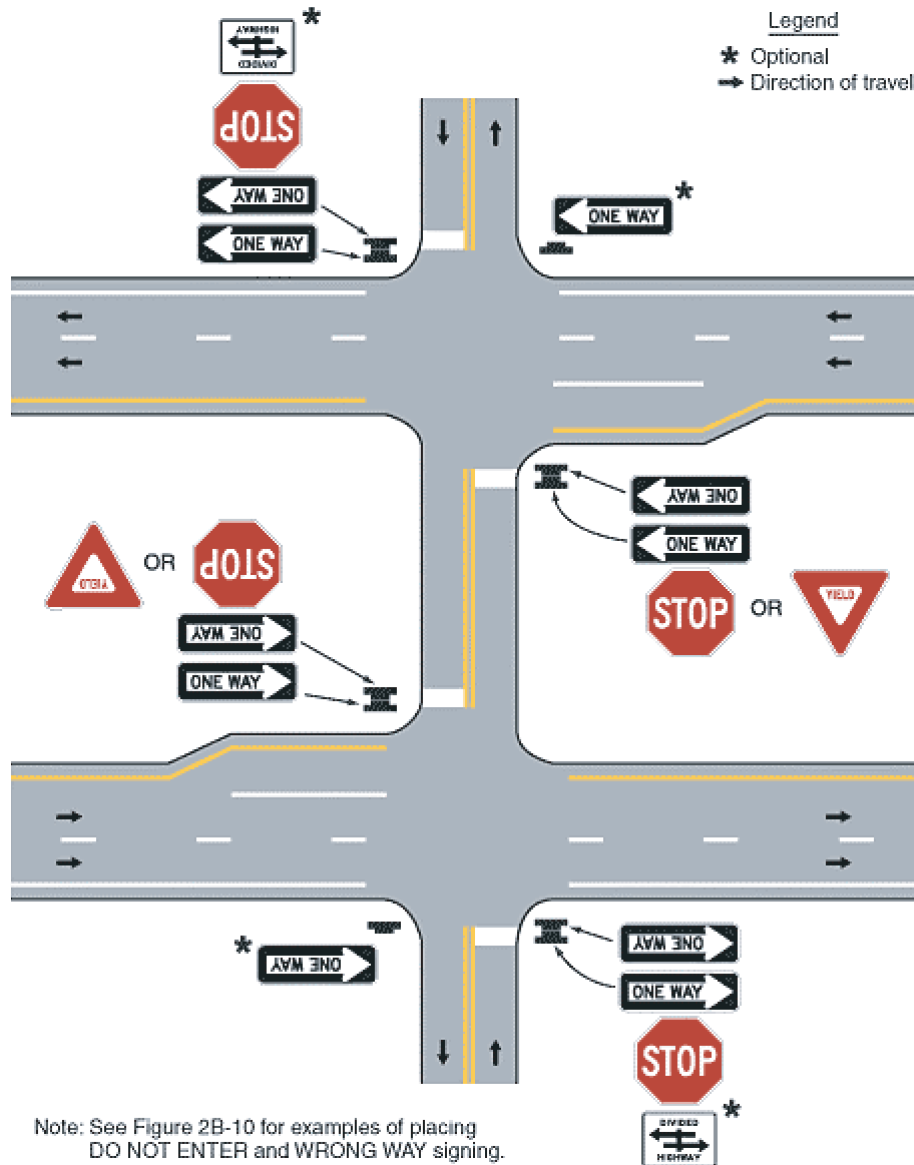 Legend
* Optional
Direction of travel
DIVIDED
HIGHWAY
*
STOP
ONE WAY
ONE WAY
ONE WAY
*
ONE WAY
ONE WAY
STOP
OR
YIELD
YIELD
OR
STOP
ONE WAY
ONE WAY
*
ONE WAY
ONE WAY
ONE WAY
STOP
DIVIDED
HIGHWAY
*
Note: See Figure 2B-10 for examples of placing
DO NOT ENTER and WRONG WAY signing.